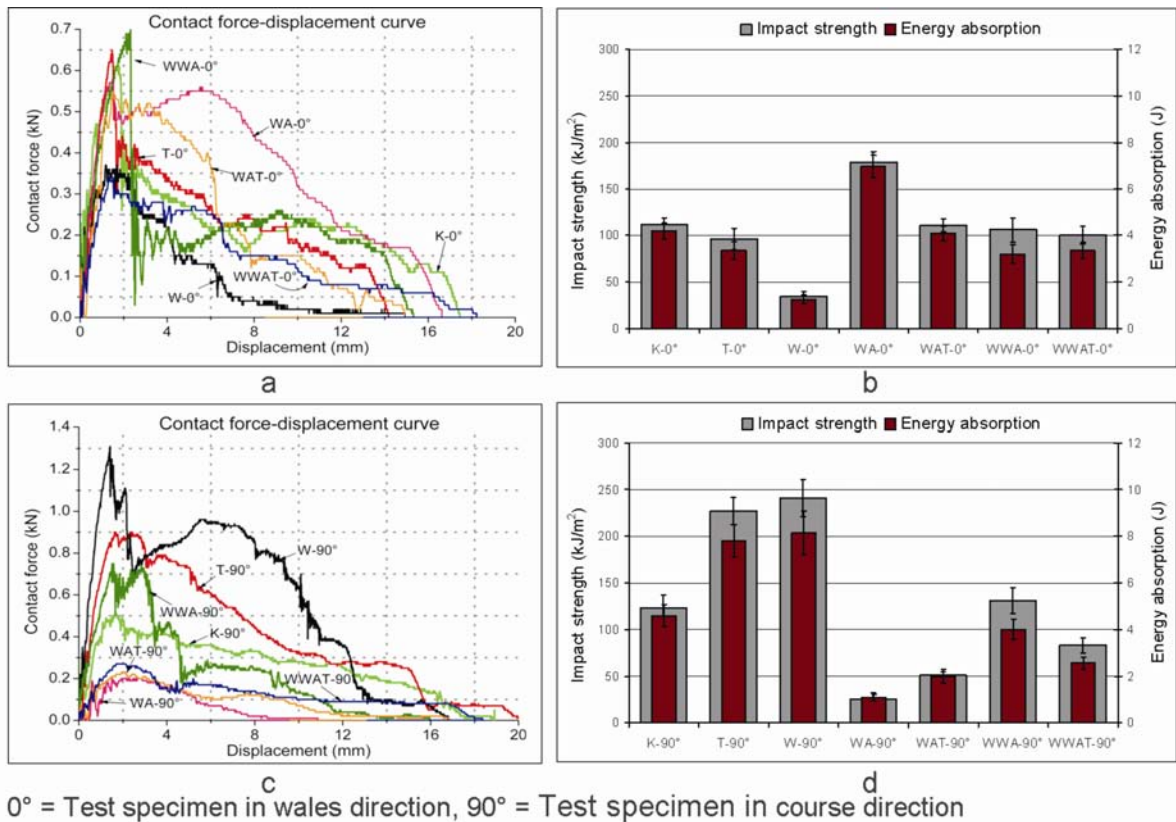 Contact force-displacement curve
Contact force (kN)
0.7
0.6
0.5
0.4
0.3
0.2
0.1
0.0
WWA-0°
WA-0°
T-0°
WAT-0°
K-0°
WWAT-0°
W-0°
0 4 8 12 16 20
Displacement (mm)
a
Impact strength Energy absorption
Impact strength (kJ/m²)
300
250
200
150
100
50
0
12
10
8
6
4
2
0
Energy absorption (J)
K-0° T-0° W-0° WA-0° WAT-0° WWA-0° WWAT-0°
b
Contact force-displacement curve
Contact force (kN)
1.4
1.2
1.0
0.8
0.6
0.4
0.2
0.0
W-90°
T-90°
WWA-90°
K-90°
WAT-90°
WWAT-90
WA-90°
0 4 8 12 16 20
Displacement (mm)
c
Impact strength Energy absorption
Impact strength (kJ/m²)
300
250
200
150
100
50
0
12
10
8
6
4
2
0
Energy absorption (J)
K-90° T-90° W-90° WA-90° WAT-90° WWA-90° WWAT-90°
d
0° = Test specimen in wales direction, 90° = Test specimen in course direction